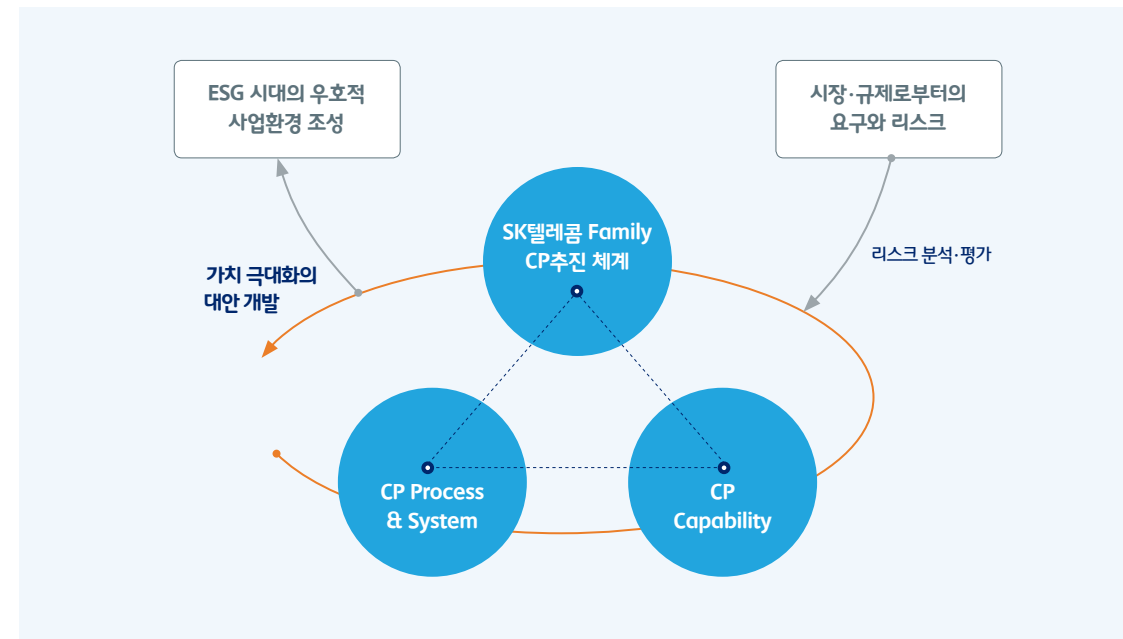 ESG 시대의 우호적
사업환경 조성
시장·규제로부터의
요구와 리스크
SK텔레콤 Family
CP추진 체계
리스크 분석·평가
가치 극대화의
대안 개발
CP Process
& System
CP
Capability